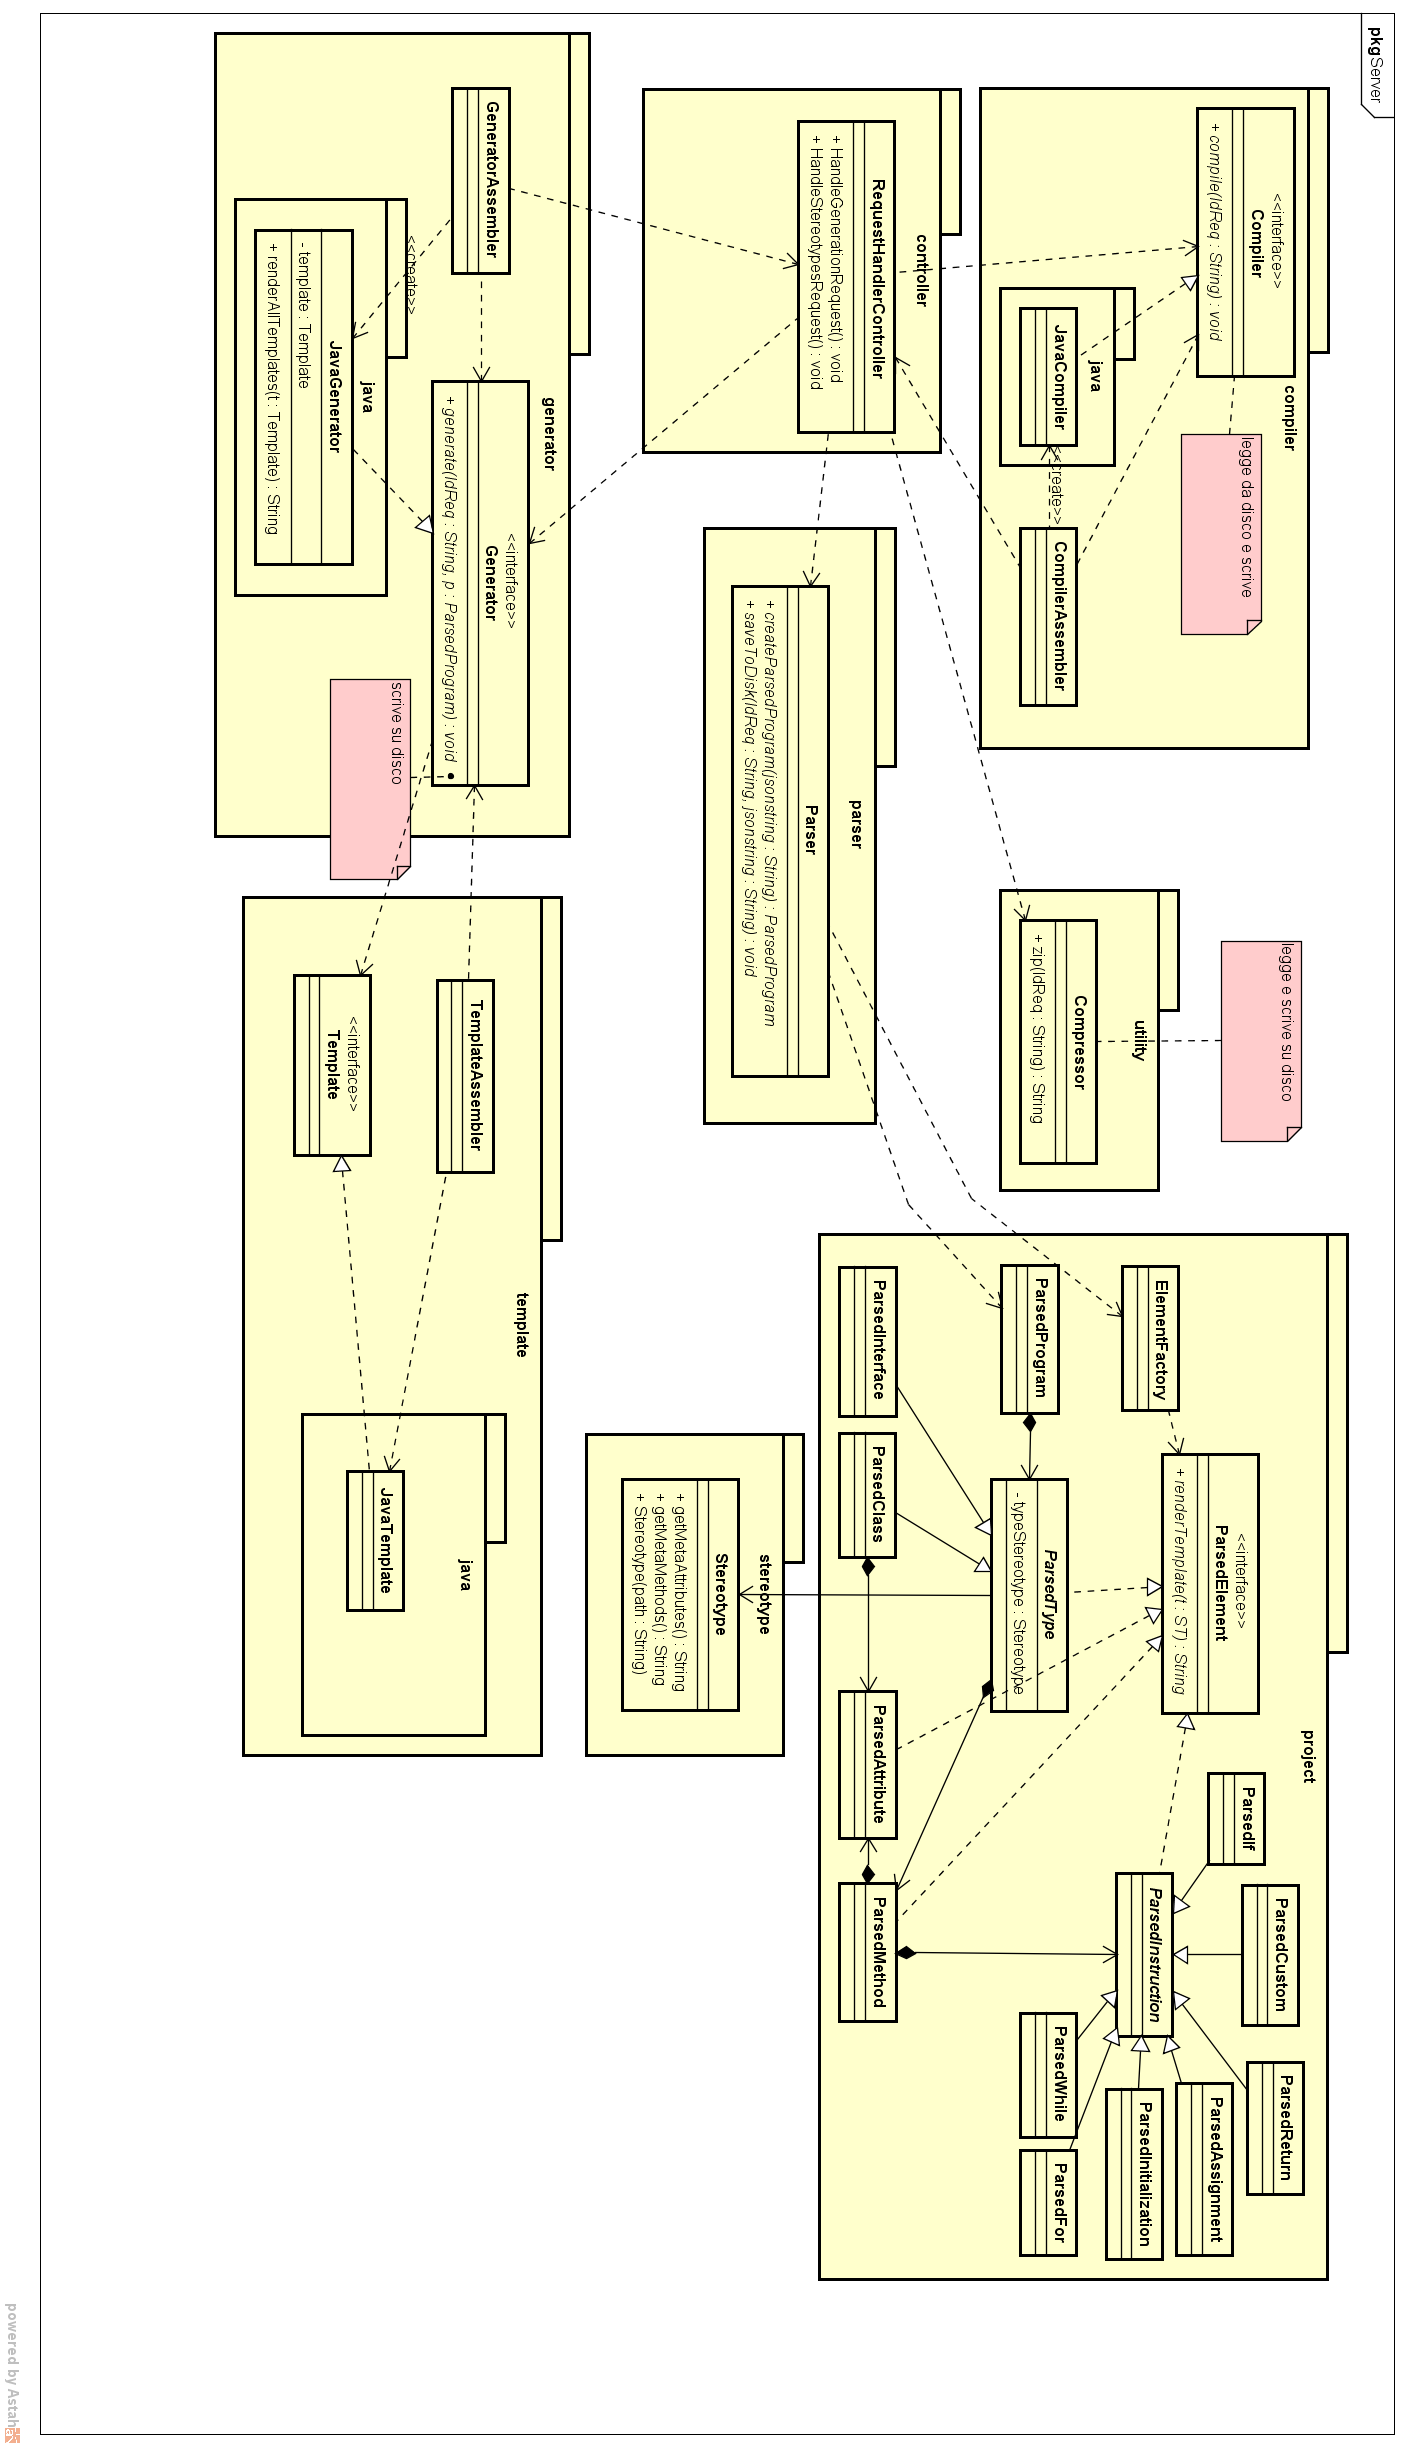 pkg Server
compiler
<<interface>>
Compiler
+ compile(IdReq : String) : void
legge da disco e scrive
java
JavaCompiler
<<create>>
CompilerAssembler
controller
RequestHandlerController
+ HandleGenerationRequest() : void
+ HandleStereotypesRequest() : void
generator
GeneratorAssembler
<<interface>>
Generator
+ generate(IdReq : String, p : ParsedProgram) : void
<<create>>
java
JavaGenerator
- template : Template
+ renderAllTemplates(t : Template) : String
scrive su disco
parser
Parser
+ createParsedProgram(jsonstring : String) : ParsedProgram
+ saveToDisk(IdReq : String, jsonstring : String) : void
legge e scrive su disco
utility
Compressor
+ zip(IdReq : String) : String
template
TemplateAssembler
<<interface>>
Template
java
JavaTemplate
stereotype
Stereotype
+ getMetaAttributes() : String
+ getMetaMethods() : String
+ Stereotype(path : String)
project
ElementFactory
<<interface>>
ParsedElement
+ renderTemplate(t : ST) : String
ParsedProgram
ParsedType
- typeStereotype : Stereotype
ParsedInterface
ParsedClass
ParsedAttribute
ParsedMethod
ParsedInstruction
ParsedIf
ParsedCustom
ParsedReturn
ParsedAssignment
ParsedInitialization
ParsedWhile
ParsedFor
powered by Astah